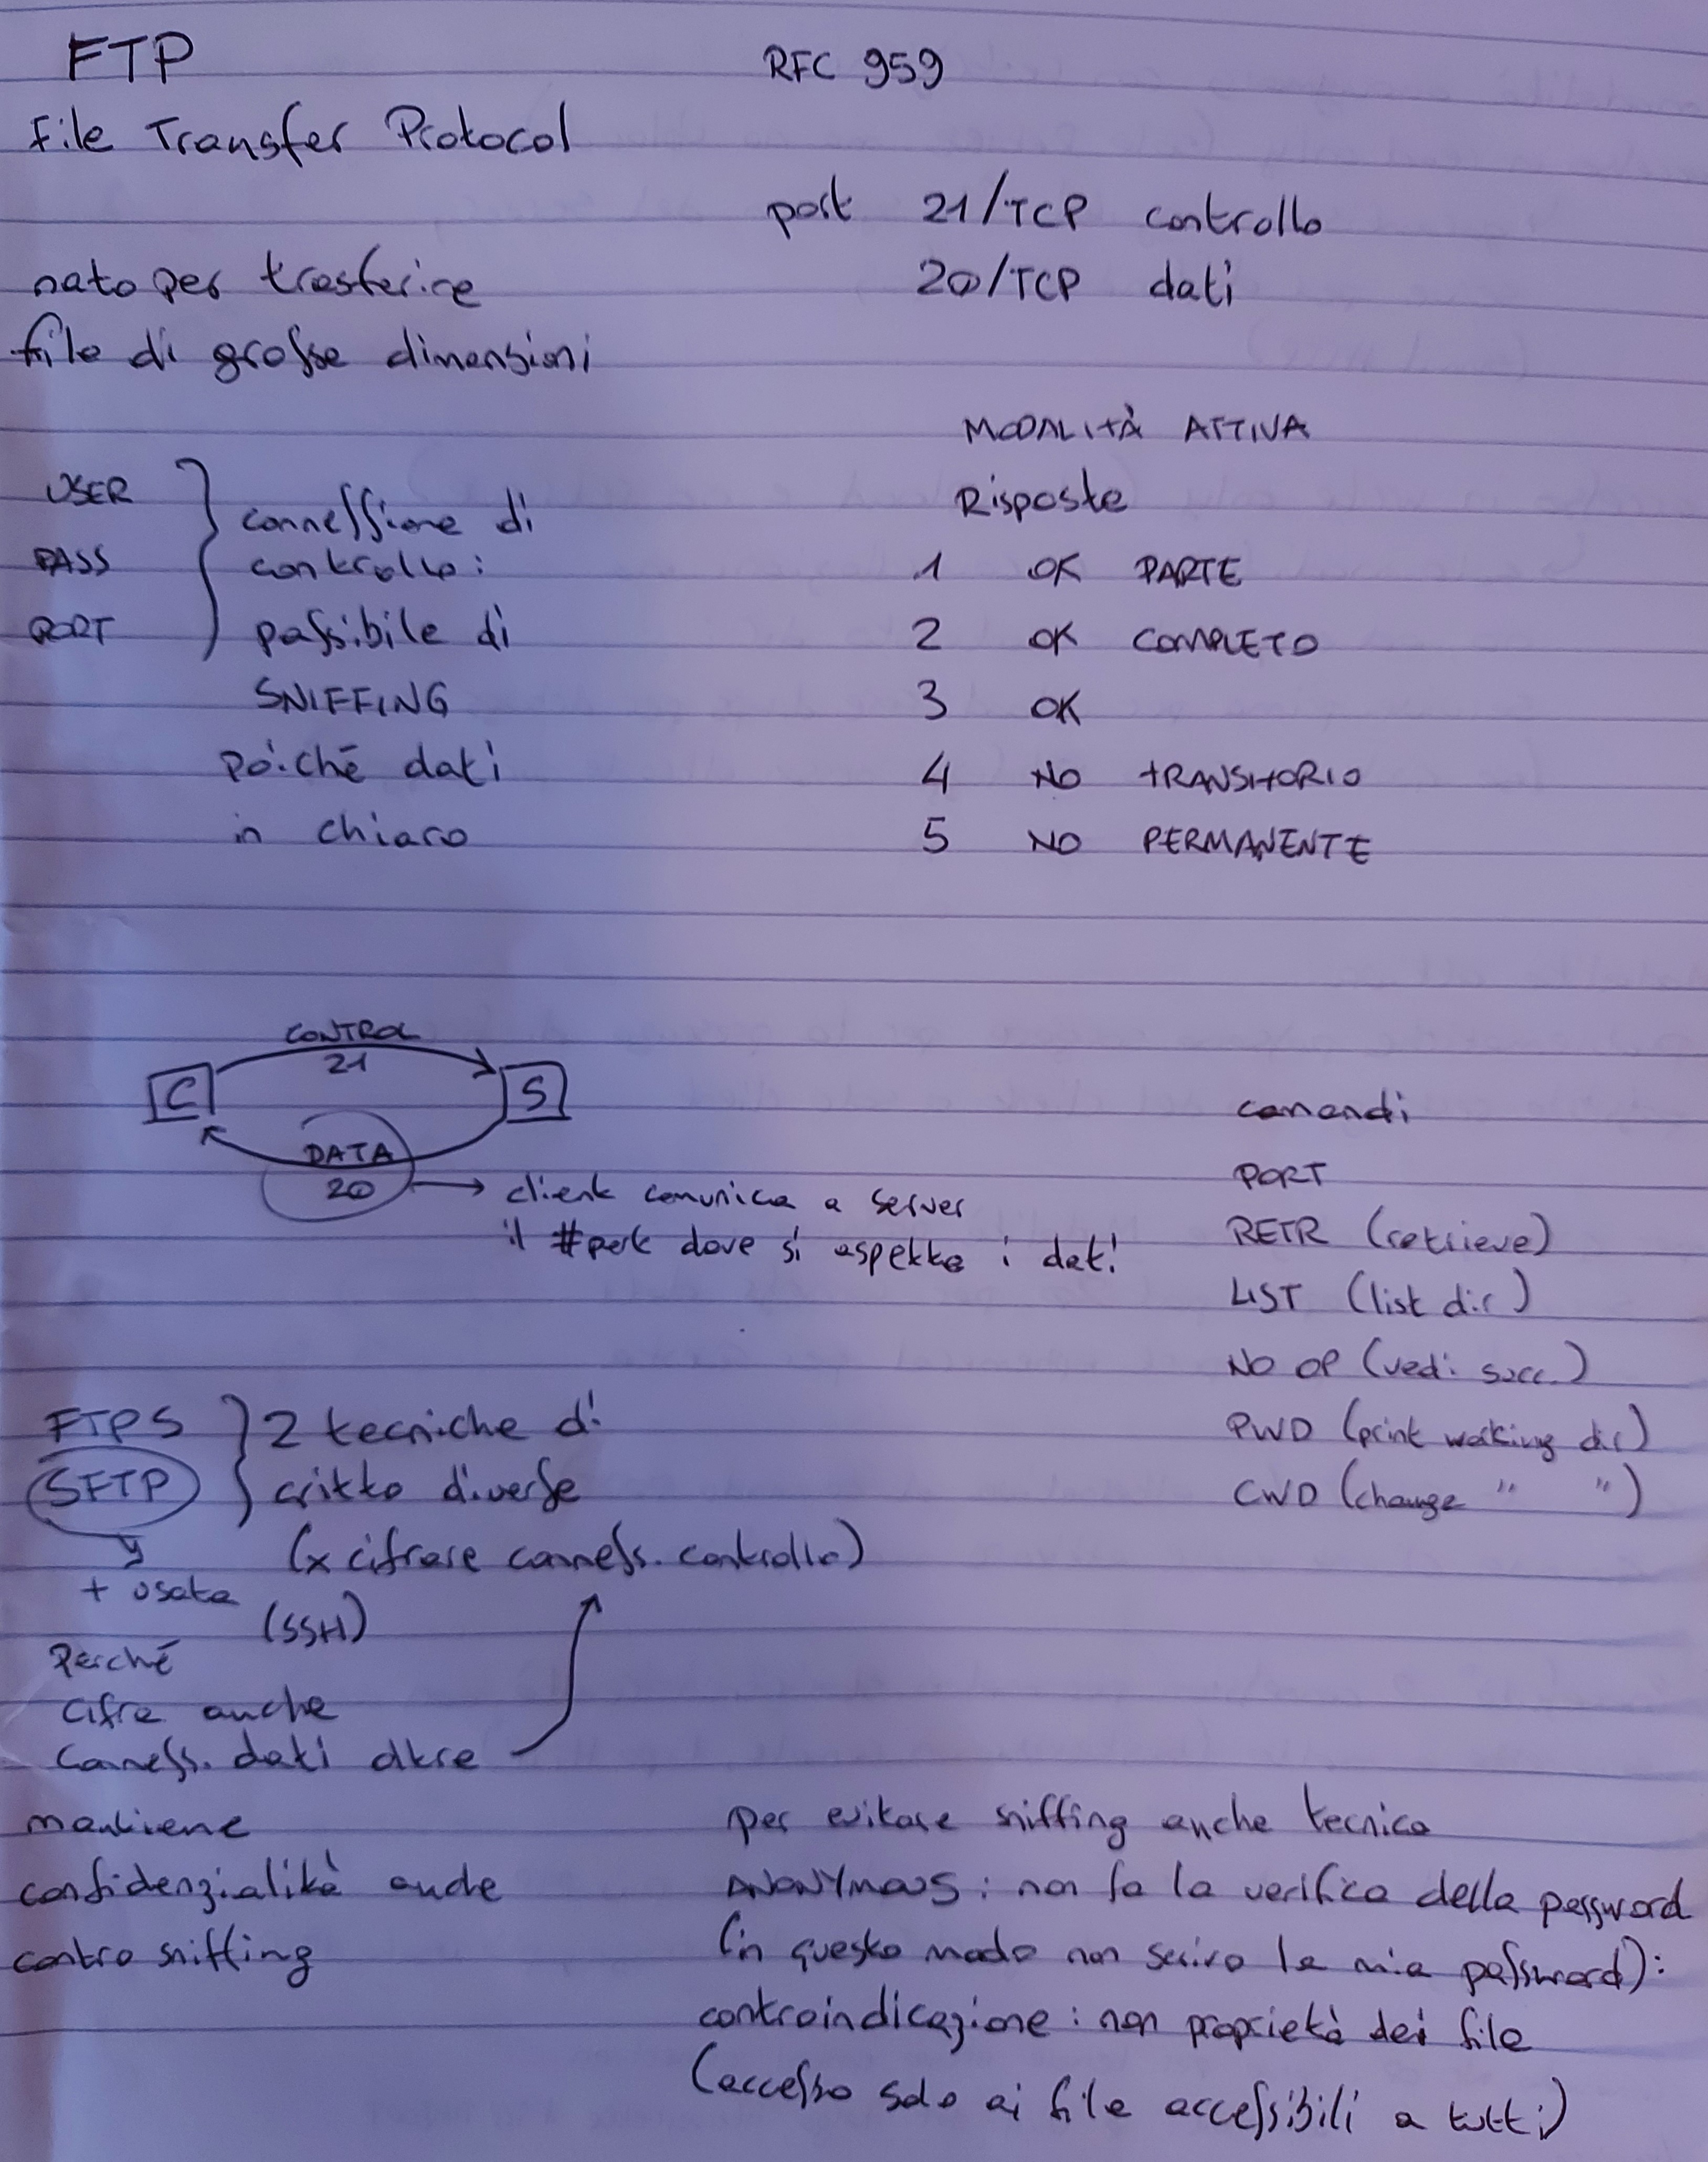 FTP
RFC 959
File Transfer Protocol
port 21/TCP controllo
20/TCP dati
nato per trasferire
file di grosse dimensioni
MODALITÀ ATTIVA
Risposte
1 OK PARTE
2 OK COMPLETO
3 OK
4 NO TRANSITORIO
5 NO PERMANENTE
USER
PASS
PORT
connessione di
controllo:
passibile di
SNIFFING
poiché dati
in chiaro
CONTROL
21
C
S
DATA
20
client comunica a server
il #port dove si aspetta i dati
comandi
PORT
RETR (retrieve)
LIST (list dir)
NO OP (vedi succ.)
PWD (print working dir)
CWD (change " ")
FTPS
SFTP
2 tecniche di
critto diverse
(x cifrare conness. controllo)
+ usata
(SSH)
perché
cifra anche
conness. dati oltre
mantiene
confidenzialità anche
contro sniffing
per evitare sniffing anche tecnica
ANONYMOUS: non fa la verifica della password
(in questo modo non scrivo la mia password):
controindicazione: non proprietà dei file
(accesso solo ai file accessibili a tutti)